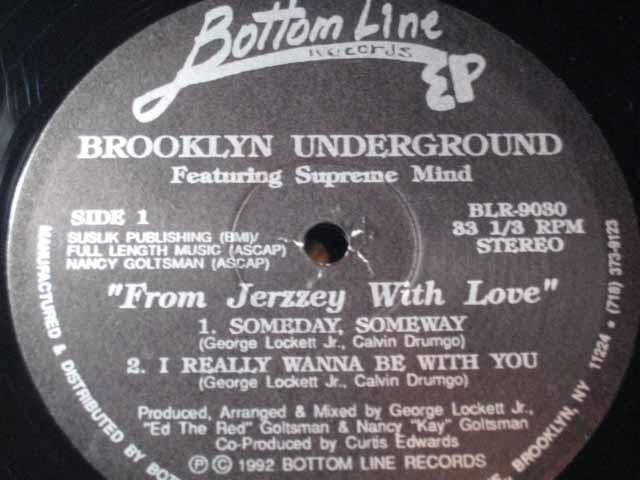 Bottom Line
Records
EP
BROOKLYN UNDERGROUND
Featuring Supreme Mind
SIDE 1
SUSLIK PUBLISHING (BMI)/
FULL LENGTH MUSIC (ASCAP)
NANCY GOLTSMAN (ASCAP)
BLR-9030
33 1/3 RPM
STEREO
"From Jerzzey With Love"
1. SOMEDAY, SOMEWAY
(George Lockett Jr., Calvin Drumgo)
2. I REALLY WANNA BE WITH YOU
(George Lockett Jr., Calvin Drumgo)
Produced, Arranged & Mixed by George Lockett Jr.,
"Ed The Red" Goltsman & Nancy "Kay" Goltsman
Co-Produced by Curtis Edwards
Ⓟ © 1992 BOTTOM LINE RECORDS
MANUFACTURED & DISTRIBUTED BY BOT
BROOKLYN, NY 11224 • (718) 373-9123